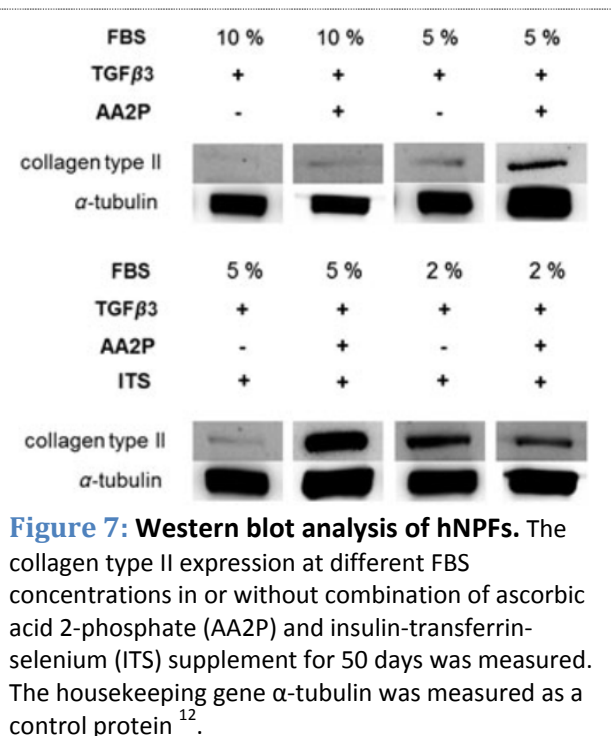 FBS 10 % 10 % 5 % 5 %
TGFβ3 + + + +
AA2P - + - +
collagen type II
α-tubulin
FBS 5 % 5 % 2 % 2 %
TGFβ3 + + + +
AA2P - + - +
ITS + + + +
collagen type II
α-tubulin
Figure 7: Western blot analysis of hNPFs. The
collagen type II expression at different FBS
concentrations in or without combination of ascorbic
acid 2-phosphate (AA2P) and insulin-transferrin-
selenium (ITS) supplement for 50 days was measured.
The housekeeping gene α-tubulin was measured as a
control protein ¹².